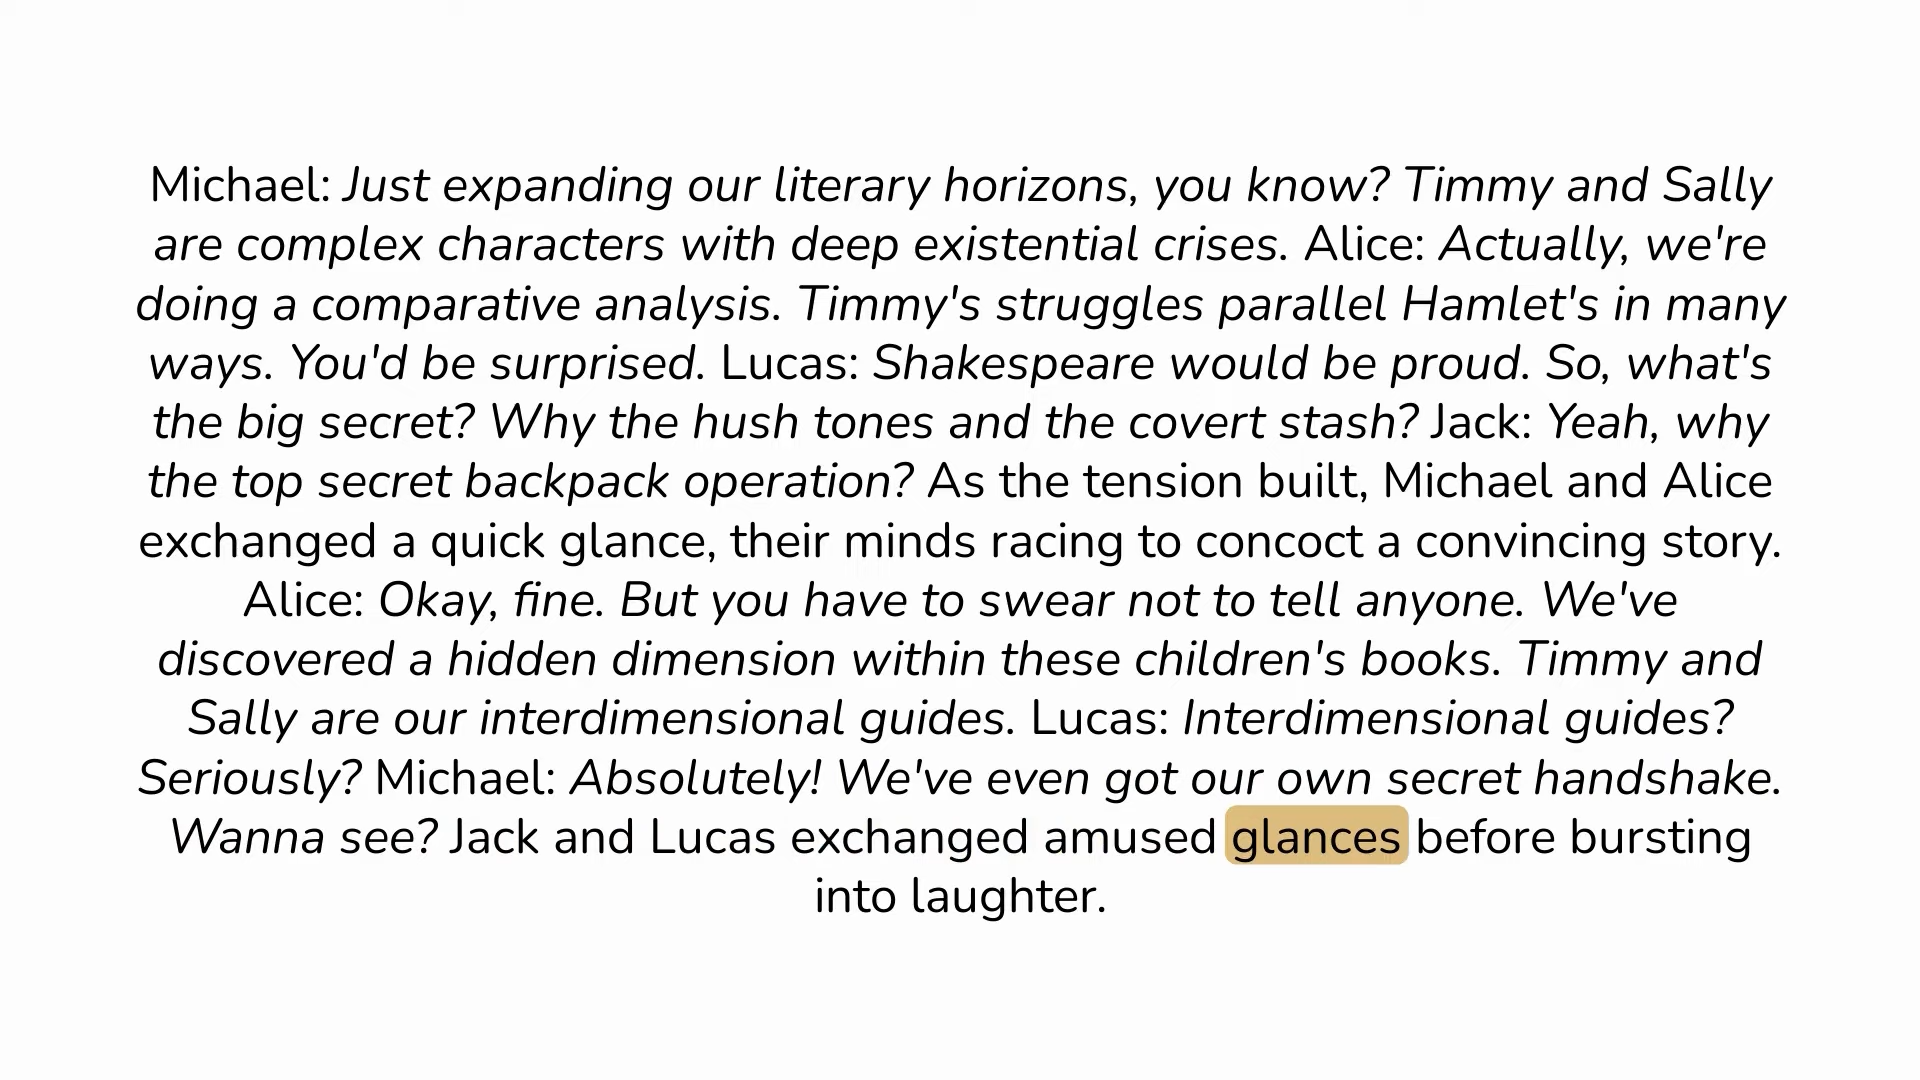 Michael: Just expanding our literary horizons, you know? Timmy and Sally
are complex characters with deep existential crises. Alice: Actually, we're
doing a comparative analysis. Timmy's struggles parallel Hamlet's in many
ways. You'd be surprised. Lucas: Shakespeare would be proud. So, what's
the big secret? Why the hush tones and the covert stash? Jack: Yeah, why
the top secret backpack operation? As the tension built, Michael and Alice
exchanged a quick glance, their minds racing to concoct a convincing story.
Alice: Okay, fine. But you have to swear not to tell anyone. We've
discovered a hidden dimension within these children's books. Timmy and
Sally are our interdimensional guides. Lucas: Interdimensional guides?
Seriously? Michael: Absolutely! We've even got our own secret handshake.
Wanna see? Jack and Lucas exchanged amused glances before bursting
into laughter.